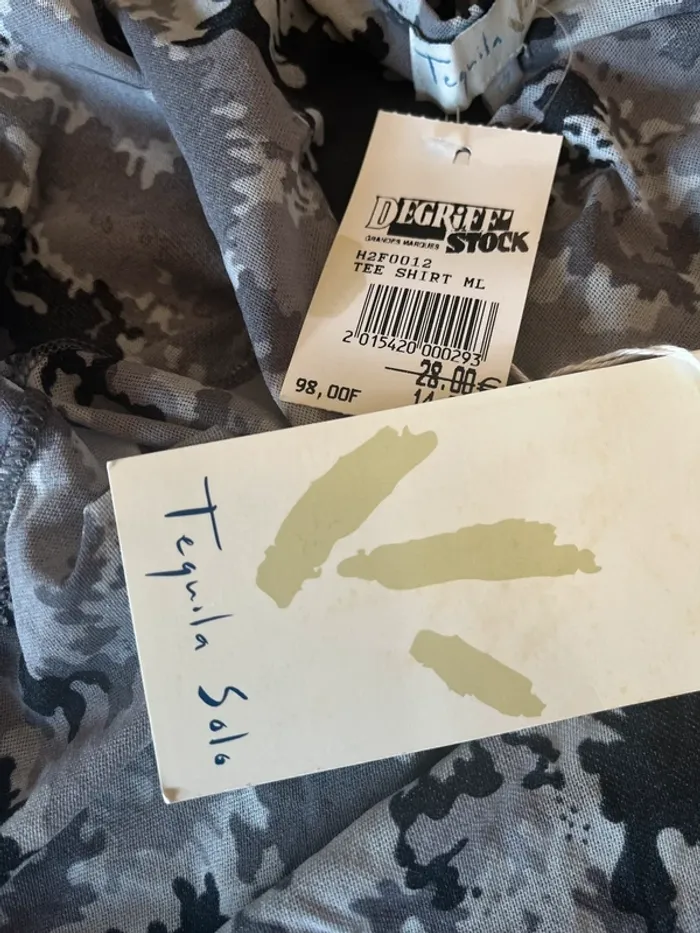 Tequila
DEGRiFF'
GRANDES MARQUES STOCK
H2F0012
TEE SHIRT ML
2 015420 000293
28.00€
98,00F
Tequila Solo